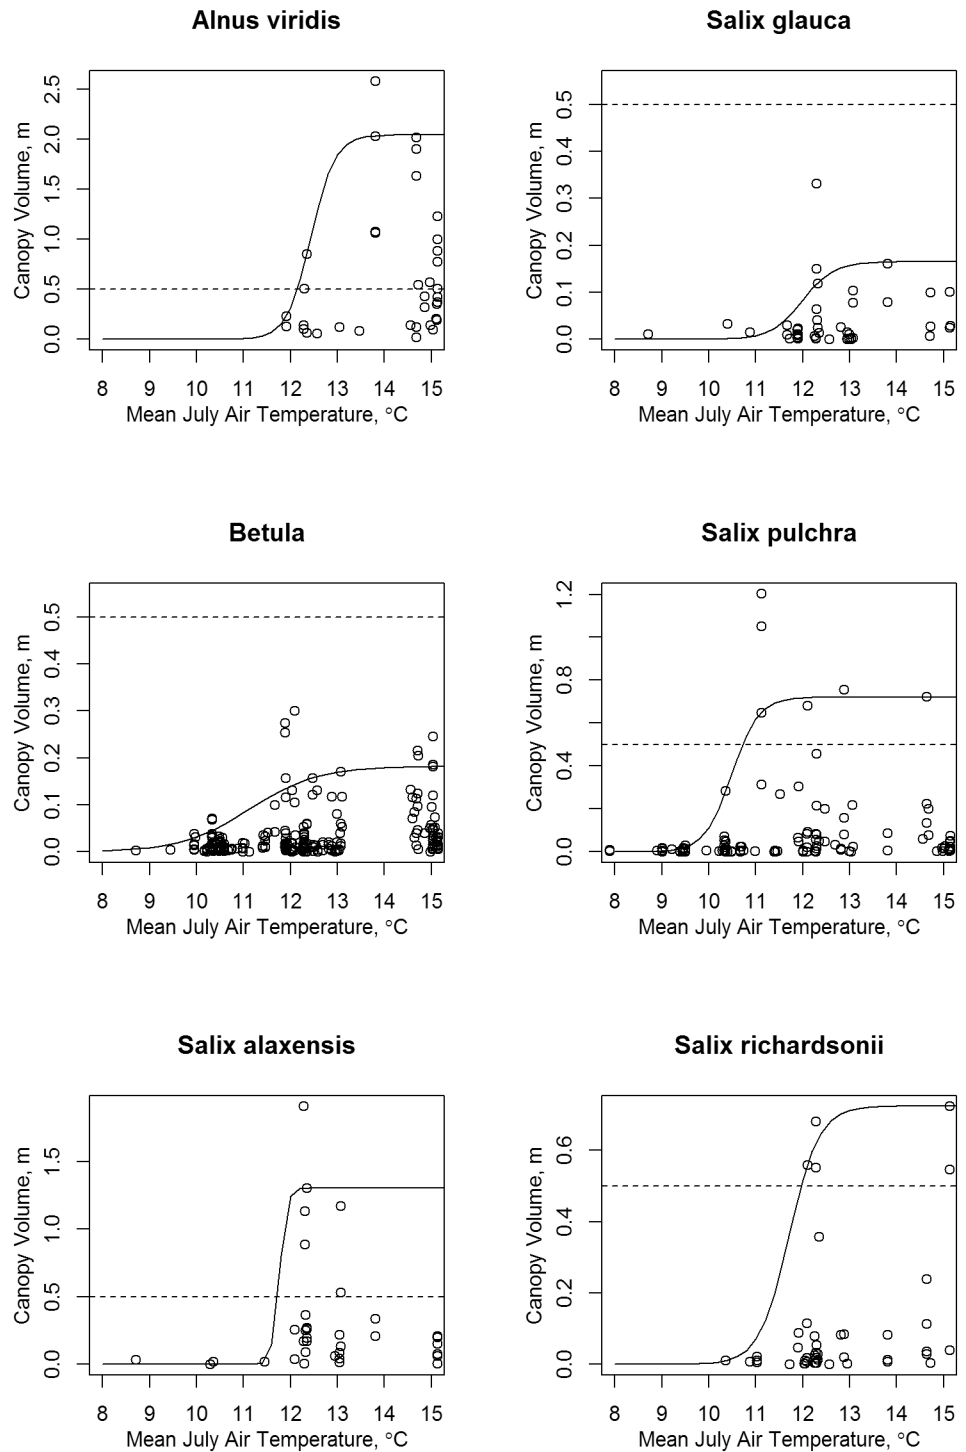 Alnus viridis
Canopy Volume, m
0.0 0.5 1.0 1.5 2.0 2.5
8 9 10 11 12 13 14 15
Mean July Air Temperature, °C
Salix glauca
Canopy Volume, m
0.0 0.1 0.2 0.3 0.4 0.5
8 9 10 11 12 13 14 15
Mean July Air Temperature, °C
Betula
Canopy Volume, m
0.0 0.1 0.2 0.3 0.4 0.5
8 9 10 11 12 13 14 15
Mean July Air Temperature, °C
Salix pulchra
Canopy Volume, m
0.0 0.4 0.8 1.2
8 9 10 11 12 13 14 15
Mean July Air Temperature, °C
Salix alaxensis
Canopy Volume, m
0.0 0.5 1.0 1.5
8 9 10 11 12 13 14 15
Mean July Air Temperature, °C
Salix richardsonii
Canopy Volume, m
0.0 0.2 0.4 0.6
8 9 10 11 12 13 14 15
Mean July Air Temperature, °C